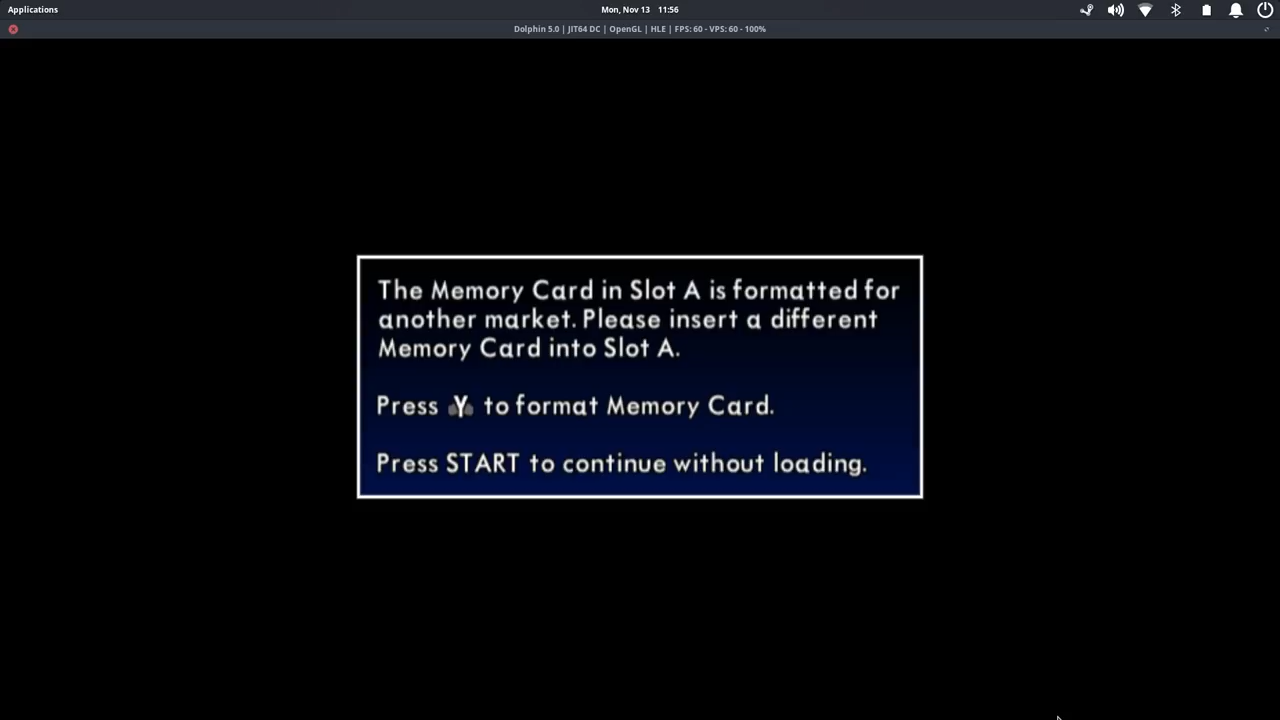 Applications
Mon, Nov 13 11:56
Dolphin 5.0 | JIT64 DC | OpenGL | HLE | FPS: 60 - VPS: 60 - 100%
The Memory Card in Slot A is formatted for
another market. Please insert a different
Memory Card into Slot A.
Press Y to format Memory Card.
Press START to continue without loading.